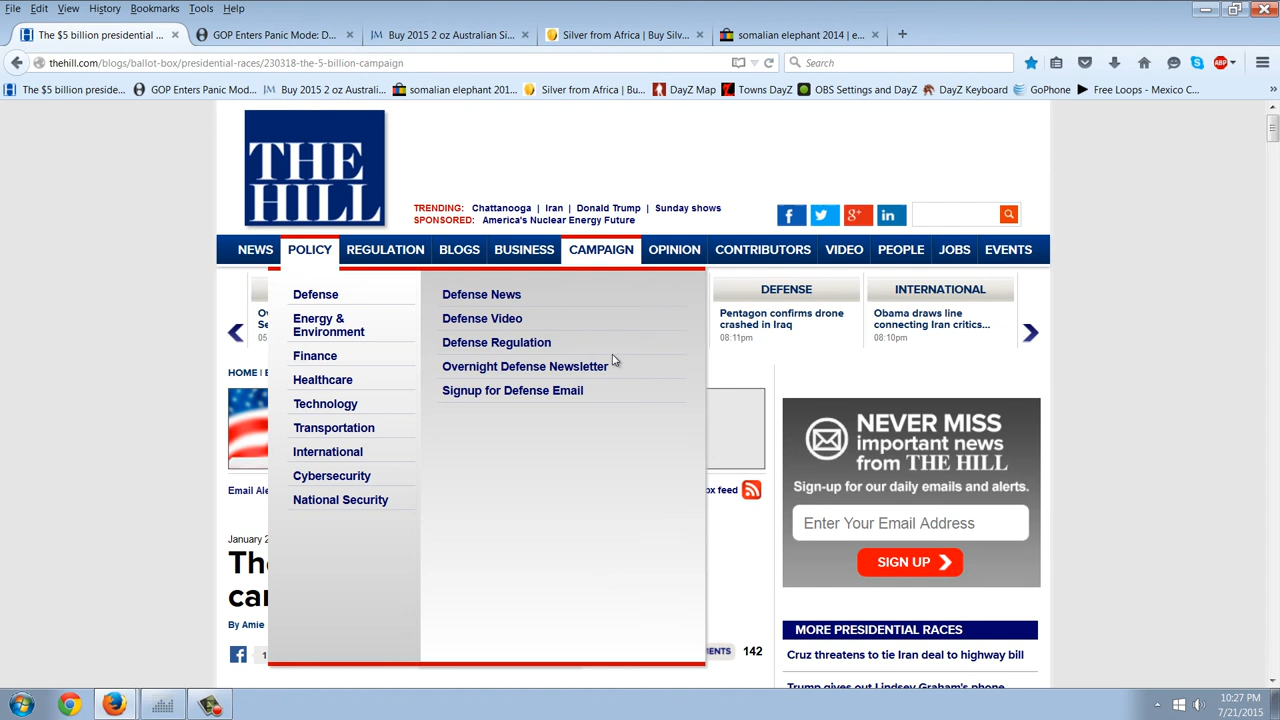 File Edit View History Bookmarks Tools Help
The $5 billion presidential ...
GOP Enters Panic Mode: D...
Buy 2015 2 oz Australian Si...
Silver from Africa | Buy Silv...
somalian elephant 2014 | e...
thehill.com/blogs/ballot-box/presidential-races/230318-the-5-billion-campaign
Search
ABP
The $5 billion preside...
GOP Enters Panic Mod...
Buy 2015 2 oz Australi...
somalian elephant 201...
Silver from Africa | Bu...
DayZ Map
Towns DayZ
OBS Settings and DayZ
DayZ Keyboard
GoPhone
Free Loops - Mexico C...
THE
HILL
TRENDING: Chattanooga | Iran | Donald Trump | Sunday shows
SPONSORED: America's Nuclear Energy Future
NEWS POLICY REGULATION BLOGS BUSINESS CAMPAIGN OPINION CONTRIBUTORS VIDEO PEOPLE JOBS EVENTS
Defense
Energy &
Environment
Finance
Healthcare
Technology
Transportation
International
Cybersecurity
National Security
Defense News
Defense Video
Defense Regulation
Overnight Defense Newsletter
Signup for Defense Email
DEFENSE
Pentagon confirms drone
crashed in Iraq
08:11pm
INTERNATIONAL
Obama draws line
connecting Iran critics...
08:10pm
HOME |
Email Ale
feed
January 2
The
ca
By Amie
142
NEVER MISS
important news
from THE HILL
Sign-up for our daily emails and alerts.
Enter Your Email Address
SIGN UP
MORE PRESIDENTIAL RACES
Cruz threatens to tie Iran deal to highway bill
Trump gives out Lindsey Graham's phone
10:27 PM
7/21/2015